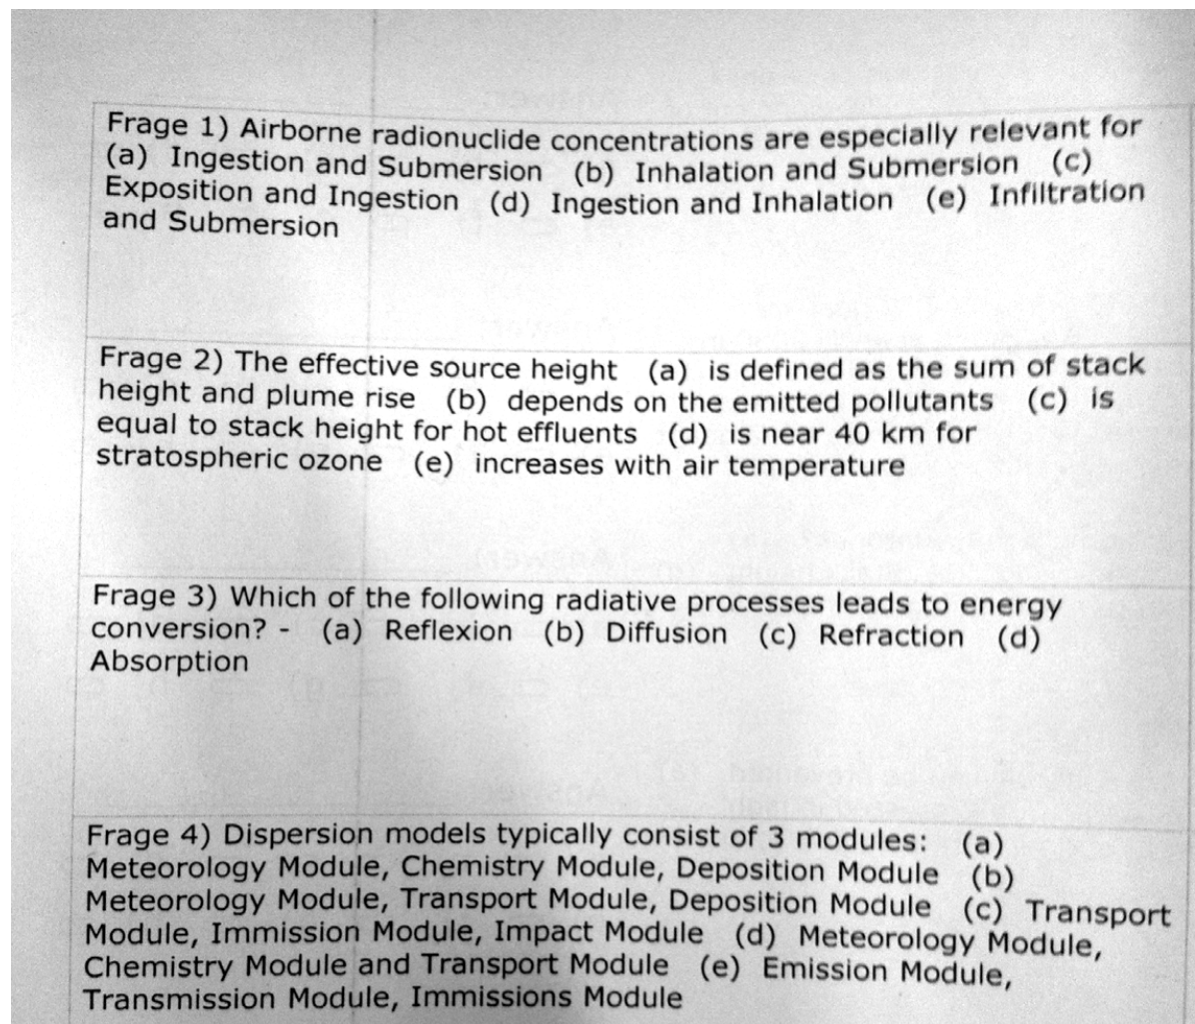 Frage 1) Airborne radionuclide concentrations are especially relevant for
(a) Ingestion and Submersion (b) Inhalation and Submersion (c)
Exposition and Ingestion (d) Ingestion and Inhalation (e) Infiltration
and Submersion
Frage 2) The effective source height (a) is defined as the sum of stack
height and plume rise (b) depends on the emitted pollutants (c) is
equal to stack height for hot effluents (d) is near 40 km for
stratospheric ozone (e) increases with air temperature
Frage 3) Which of the following radiative processes leads to energy
conversion? - (a) Reflexion (b) Diffusion (c) Refraction (d)
Absorption
Frage 4) Dispersion models typically consist of 3 modules: (a)
Meteorology Module, Chemistry Module, Deposition Module (b)
Meteorology Module, Transport Module, Deposition Module (c) Transport
Module, Immission Module, Impact Module (d) Meteorology Module,
Chemistry Module and Transport Module (e) Emission Module,
Transmission Module, Immissions Module